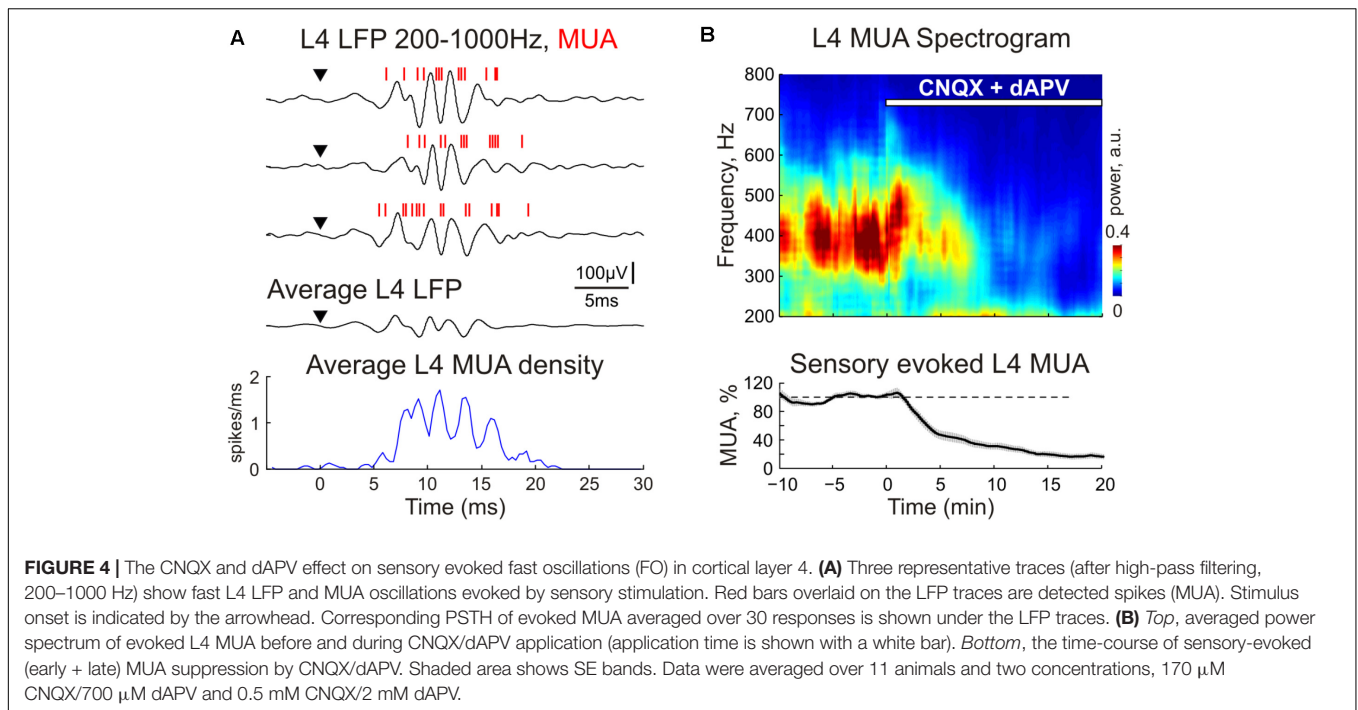 A
L4 LFP 200-1000Hz, MUA
100µV
5ms
Average L4 LFP
Average L4 MUA density
spikes/ms
2
1
0
0 5 10 15 20 25 30
Time (ms)
B
L4 MUA Spectrogram
CNQX + dAPV
Frequency, Hz
800
700
600
500
400
300
200
power, a.u.
0.4
0
Sensory evoked L4 MUA
MUA, %
120
80
40
0
−10 −5 0 5 10 15 20
Time (min)
FIGURE 4 | The CNQX and dAPV effect on sensory evoked fast oscillations (FO) in cortical layer 4. (A) Three representative traces (after high-pass filtering,
200–1000 Hz) show fast L4 LFP and MUA oscillations evoked by sensory stimulation. Red bars overlaid on the LFP traces are detected spikes (MUA). Stimulus
onset is indicated by the arrowhead. Corresponding PSTH of evoked MUA averaged over 30 responses is shown under the LFP traces. (B) Top, averaged power
spectrum of evoked L4 MUA before and during CNQX/dAPV application (application time is shown with a white bar). Bottom, the time-course of sensory-evoked
(early + late) MUA suppression by CNQX/dAPV. Shaded area shows SE bands. Data were averaged over 11 animals and two concentrations, 170 µM
CNQX/700 µM dAPV and 0.5 mM CNQX/2 mM dAPV.